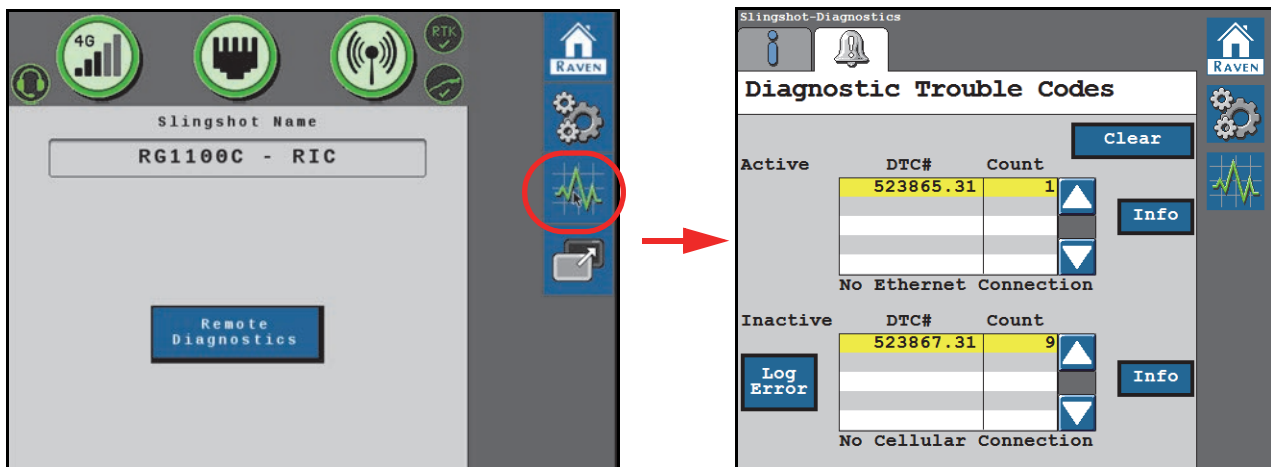 4G
RTK
RAVEN
Slingshot Name
RG1100C - RIC
Remote
Diagnostics
Slingshot-Diagnostics
Diagnostic Trouble Codes
RAVEN
Clear
Active DTC# Count
523865.31 1
Info
No Ethernet Connection
Inactive DTC# Count
523867.31 9
Log
Error
Info
No Cellular Connection